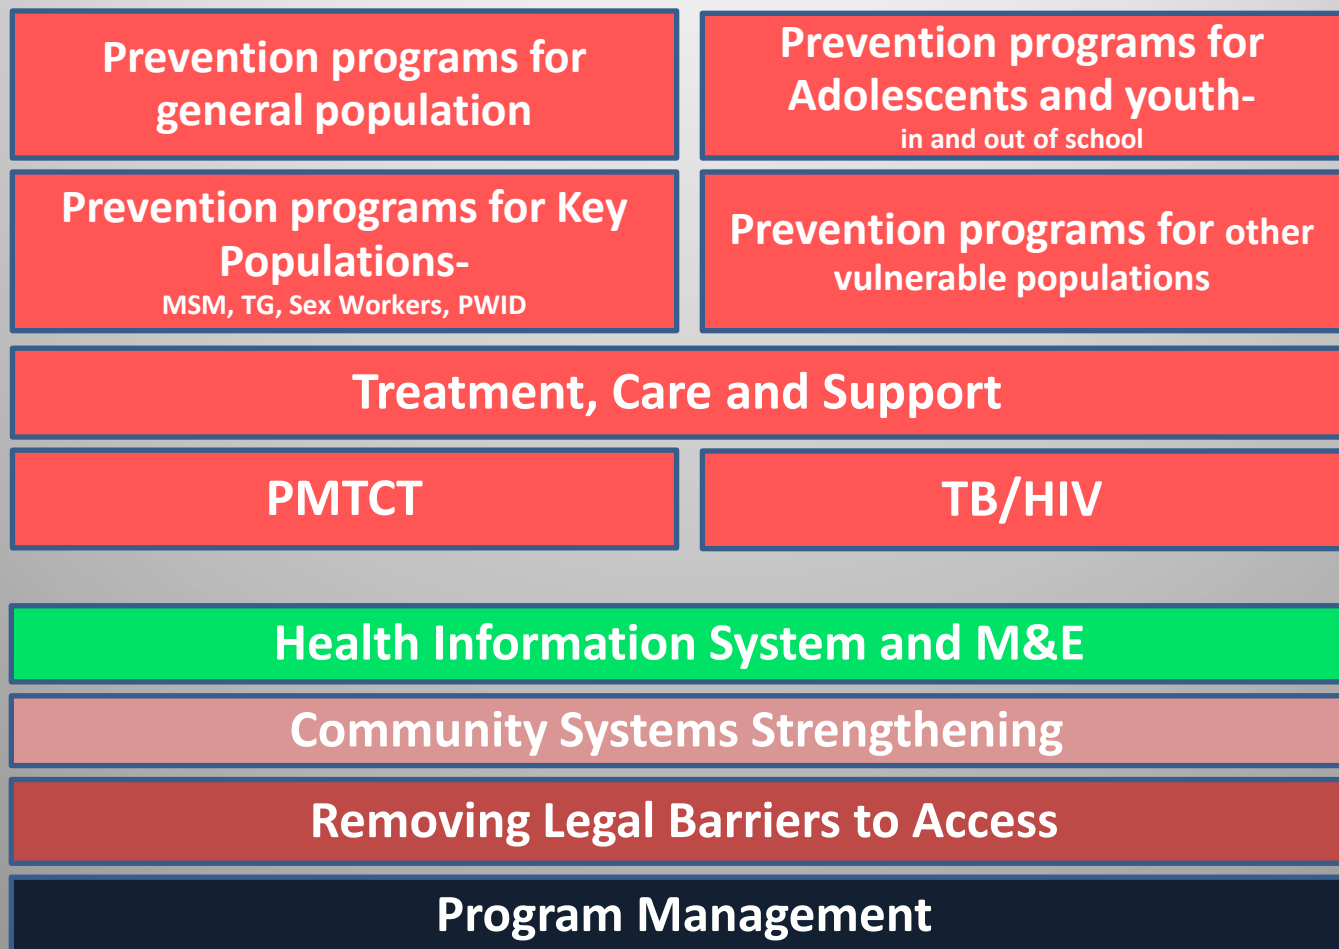 Prevention programs for
general population
Prevention programs for
Adolescents and youth-
in and out of school
Prevention programs for Key
Populations-
MSM, TG, Sex Workers, PWID
Prevention programs for other
vulnerable populations
Treatment, Care and Support
PMTCT
TB/HIV
Health Information System and M&E
Community Systems Strengthening
Removing Legal Barriers to Access
Program Management